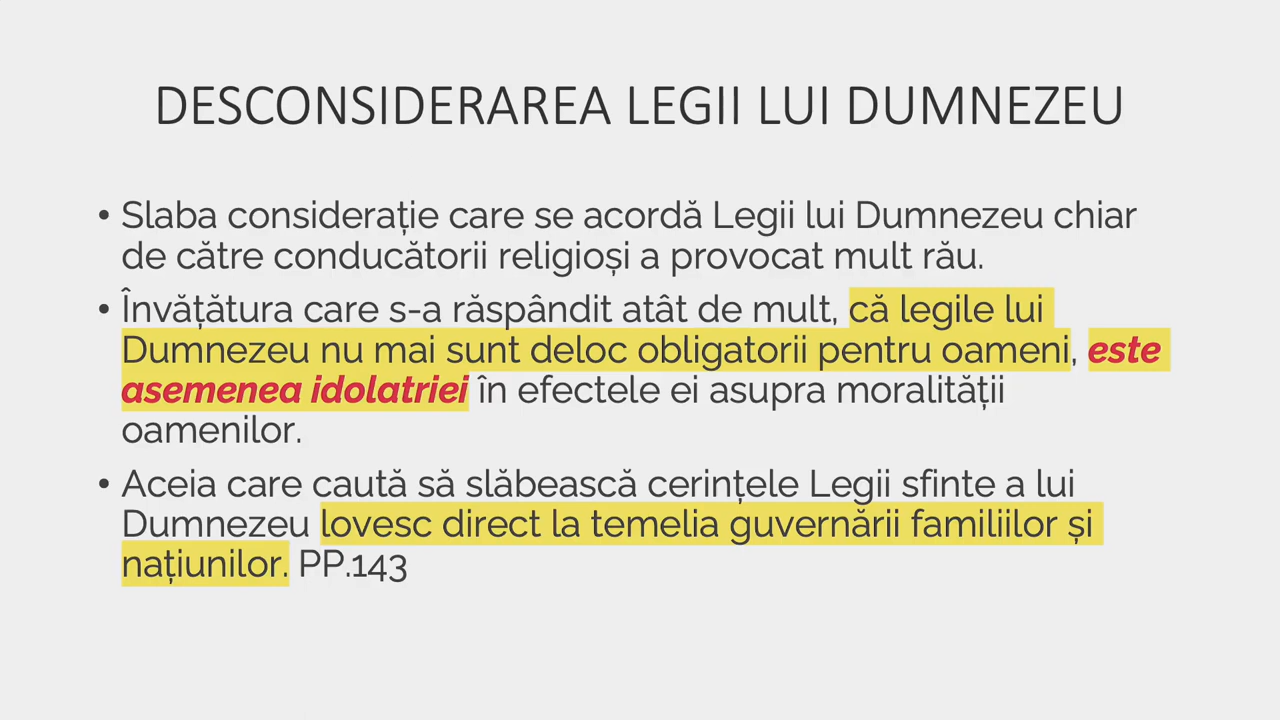 DESCONSIDERAREA LEGII LUI DUMNEZEU
• Slaba considerație care se acordă Legii lui Dumnezeu chiar
de către conducătorii religioși a provocat mult rău.
• Învățătura care s-a răspândit atât de mult, că legile lui
Dumnezeu nu mai sunt deloc obligatorii pentru oameni, este
asemenea idolatriei în efectele ei asupra moralității
oamenilor.
• Aceia care caută să slăbească cerințele Legii sfinte a lui
Dumnezeu lovesc direct la temelia guvernării familiilor și
națiunilor. PP.143